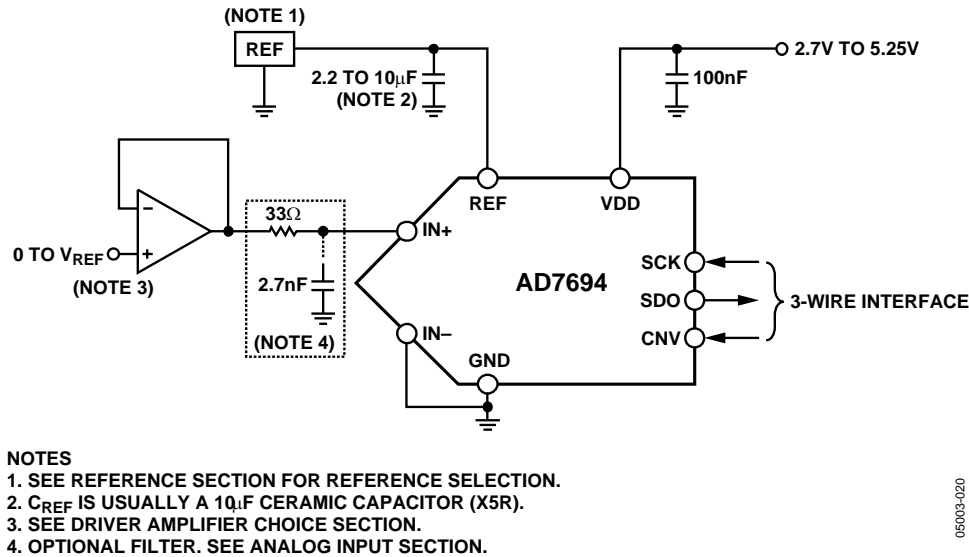 (NOTE 1)
REF
2.2 TO 10μF
(NOTE 2)
100nF
2.7V TO 5.25V
REF
VDD
–
+
0 TO VREF
(NOTE 3)
33Ω
2.7nF
(NOTE 4)
IN+
IN–
GND
AD7694
SCK
SDO
CNV
3-WIRE INTERFACE
NOTES
1. SEE REFERENCE SECTION FOR REFERENCE SELECTION.
2. CREF IS USUALLY A 10μF CERAMIC CAPACITOR (X5R).
3. SEE DRIVER AMPLIFIER CHOICE SECTION.
4. OPTIONAL FILTER. SEE ANALOG INPUT SECTION.
05003-020